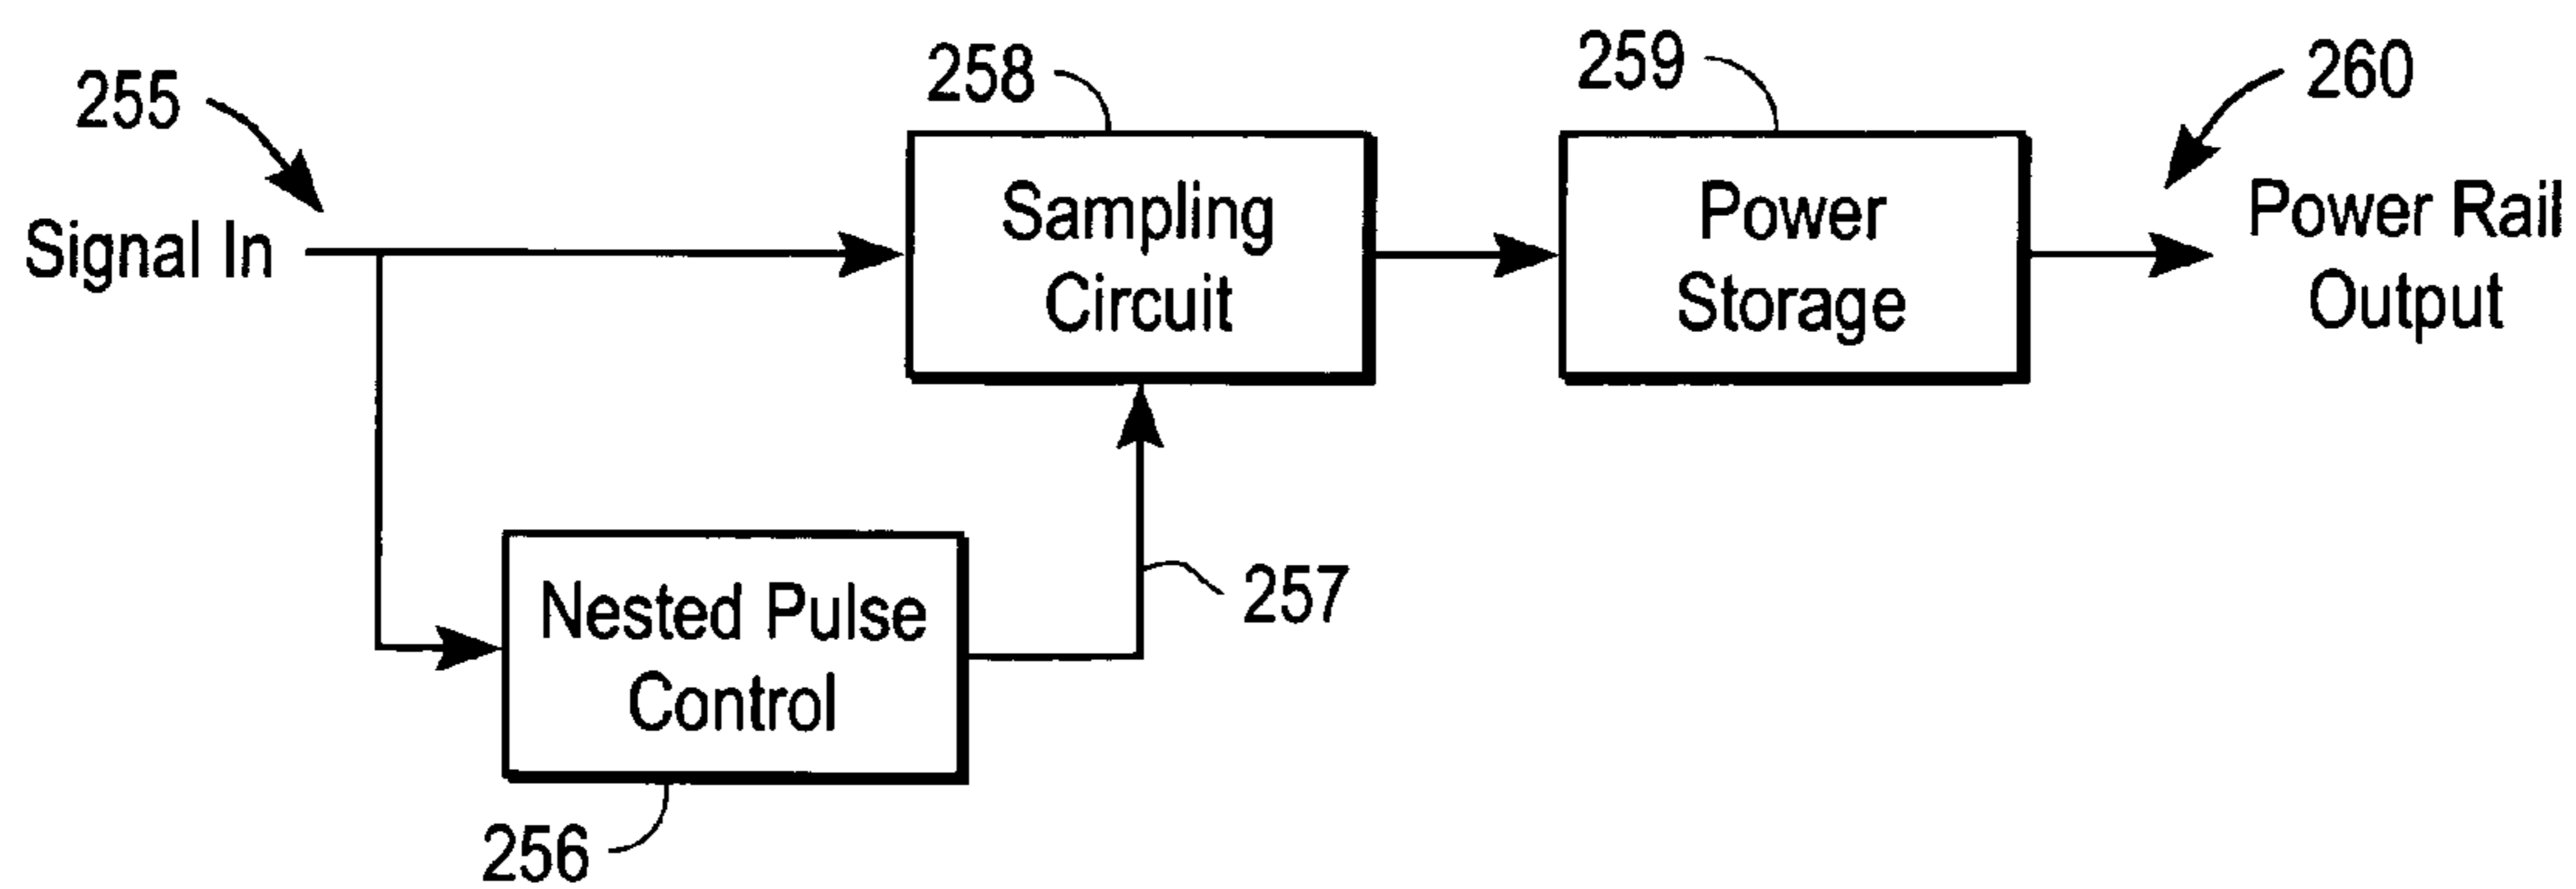 255
258
259
260
Signal In
Sampling
Circuit
Power
Storage
Power Rail
Output
Nested Pulse
Control
257
256